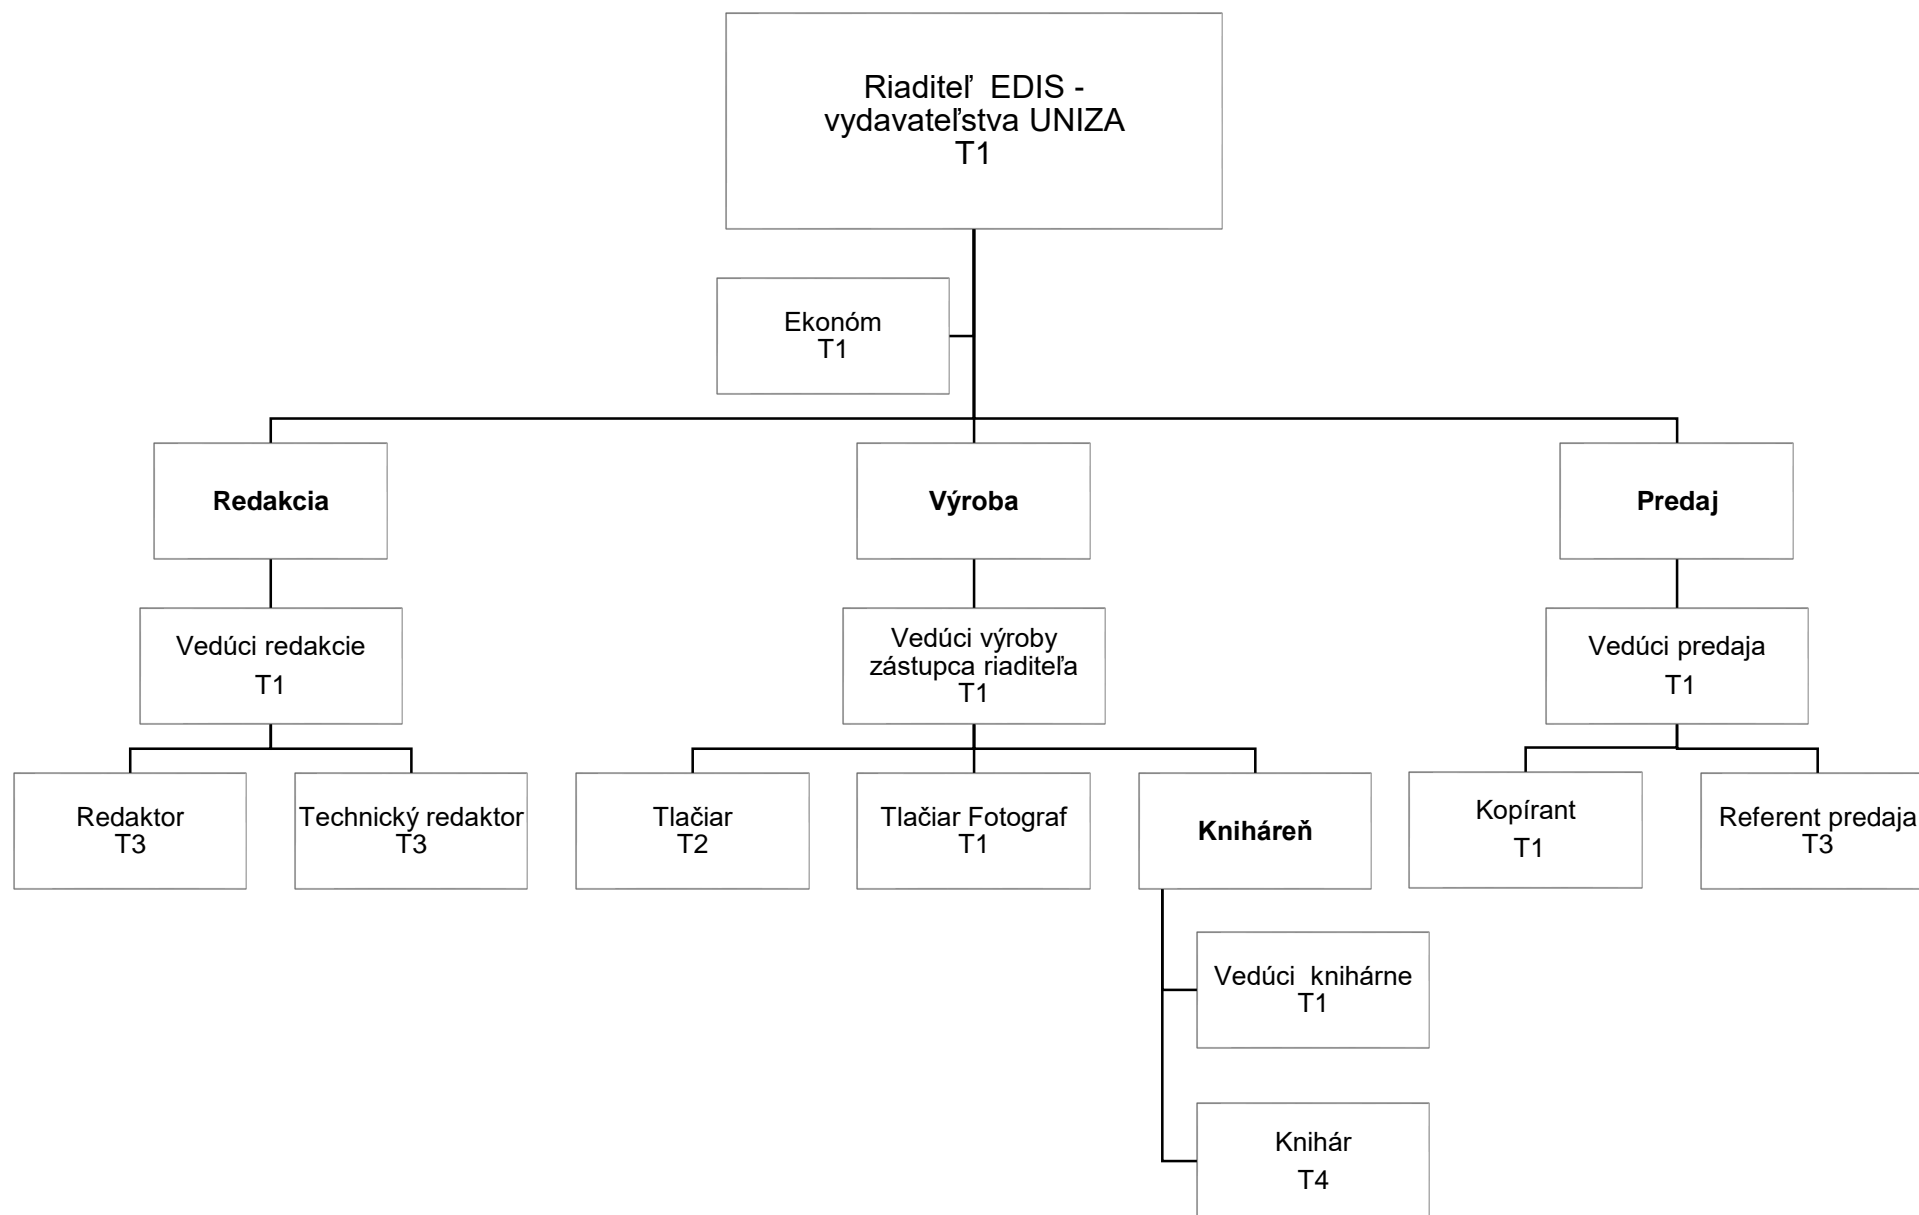 Riaditeľ EDIS -
vydavateľstva UNIZA
T1
Ekonóm
T1
Redakcia
Výroba
Predaj
Vedúci redakcie
T1
Vedúci výroby
zástupca riaditeľa
T1
Vedúci predaja
T1
Redaktor
T3
Technický redaktor
T3
Tlačiar
T2
Tlačiar Fotograf
T1
Kniháreň
Kopírant
T1
Referent predaja
T3
Vedúci knihárne
T1
Knihár
T4